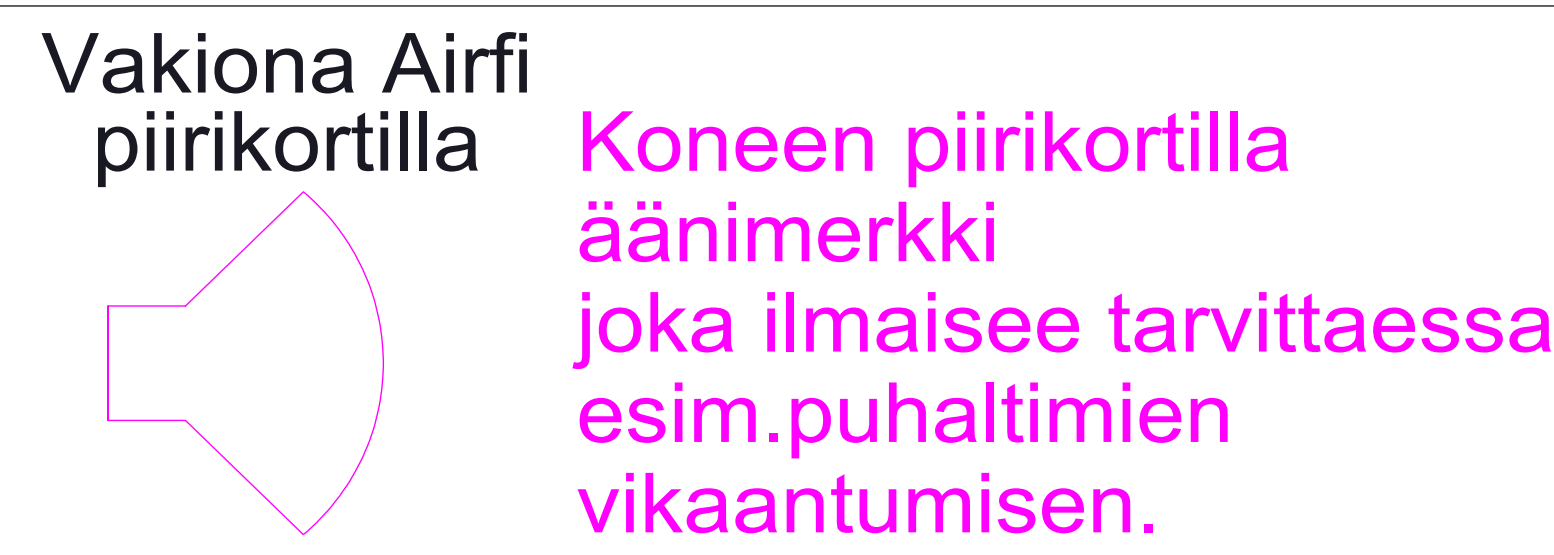 Vakiona Airfi
piirikortilla
Koneen piirikortilla
äänimerkki
joka ilmaisee tarvittaessa
esim.puhaltimien
vikaantumisen.